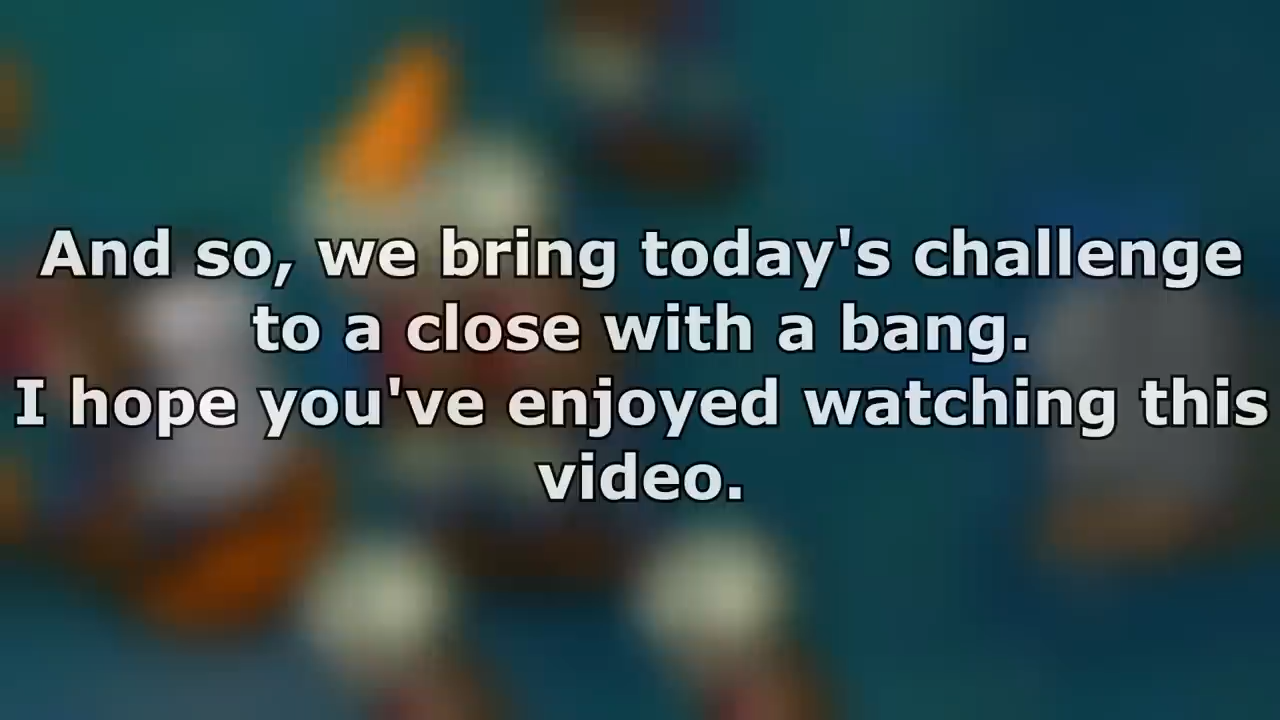 And so, we bring today's challenge
to a close with a bang.
I hope you've enjoyed watching this
video.